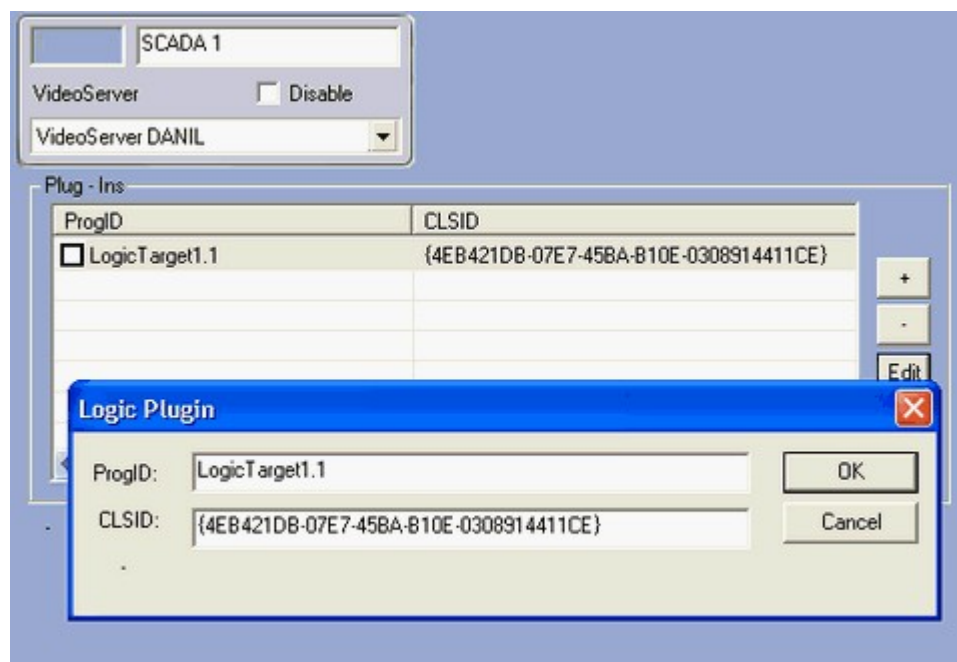 SCADA 1
VideoServer Disable
VideoServer DANIL
Plug - Ins
ProgID CLSID
LogicTarget1.1 {4EB421DB-07E7-45BA-B10E-0308914411CE}
+
-
Edit
Logic Plugin
ProgID: LogicTarget1.1 OK
CLSID: {4EB421DB-07E7-45BA-B10E-0308914411CE} Cancel